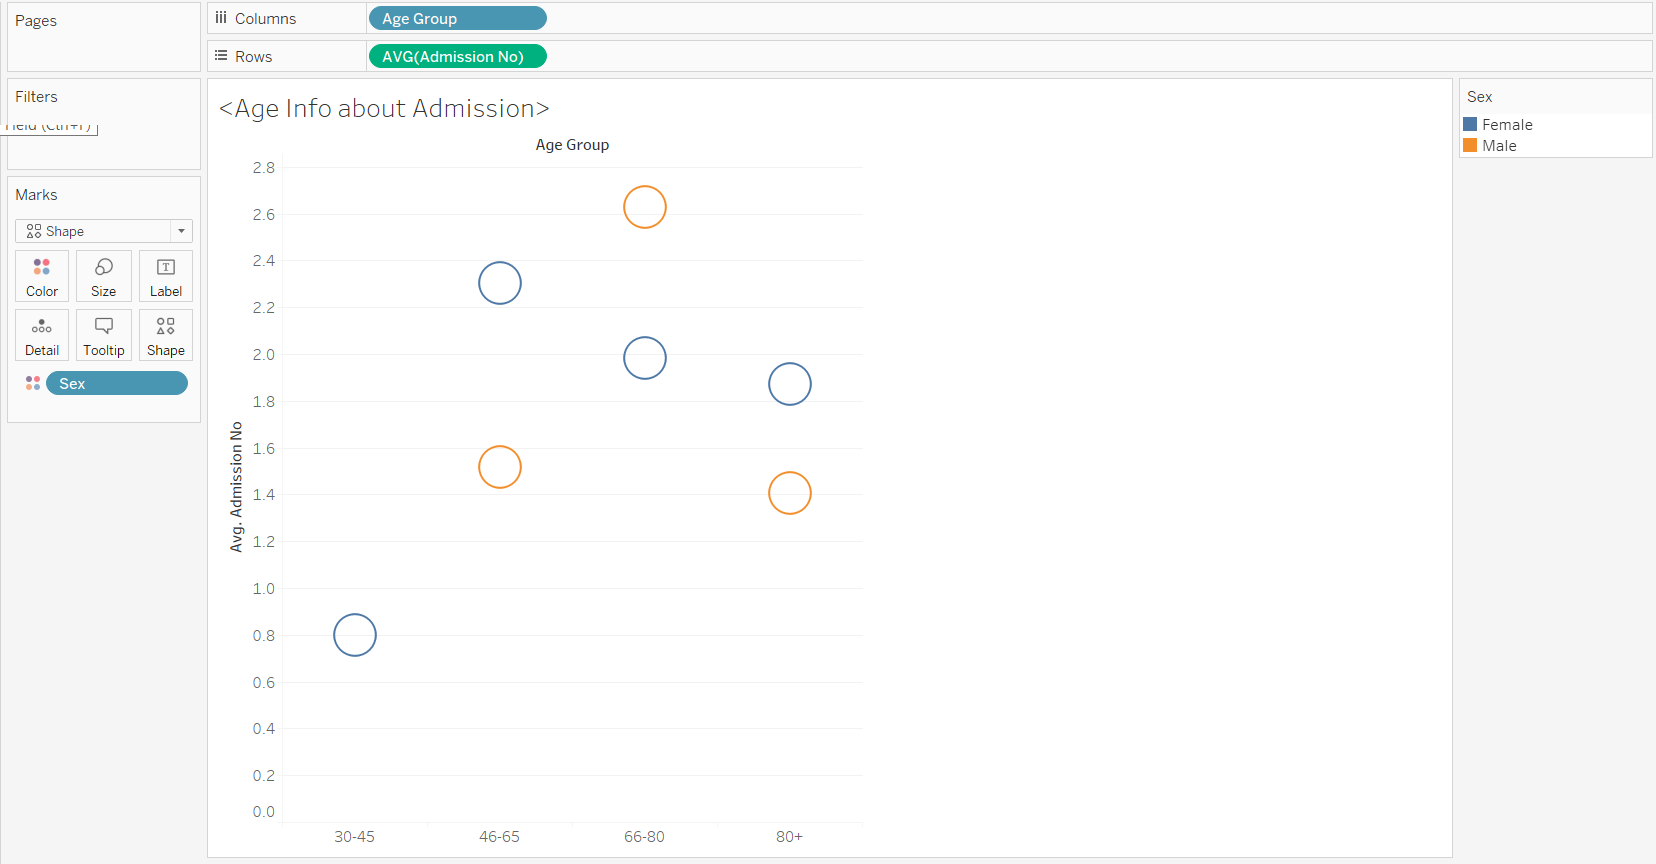 Pages
Columns
Age Group
Rows
AVG(Admission No)
Filters
Marks
Shape
Color
Size
Label
Detail
Tooltip
Shape
Sex
<Age Info about Admission>
Age Group
Avg. Admission No
2.8
2.6
2.4
2.2
2.0
1.8
1.6
1.4
1.2
1.0
0.8
0.6
0.4
0.2
0.0
30-45
46-65
66-80
80+
Sex
Female
Male